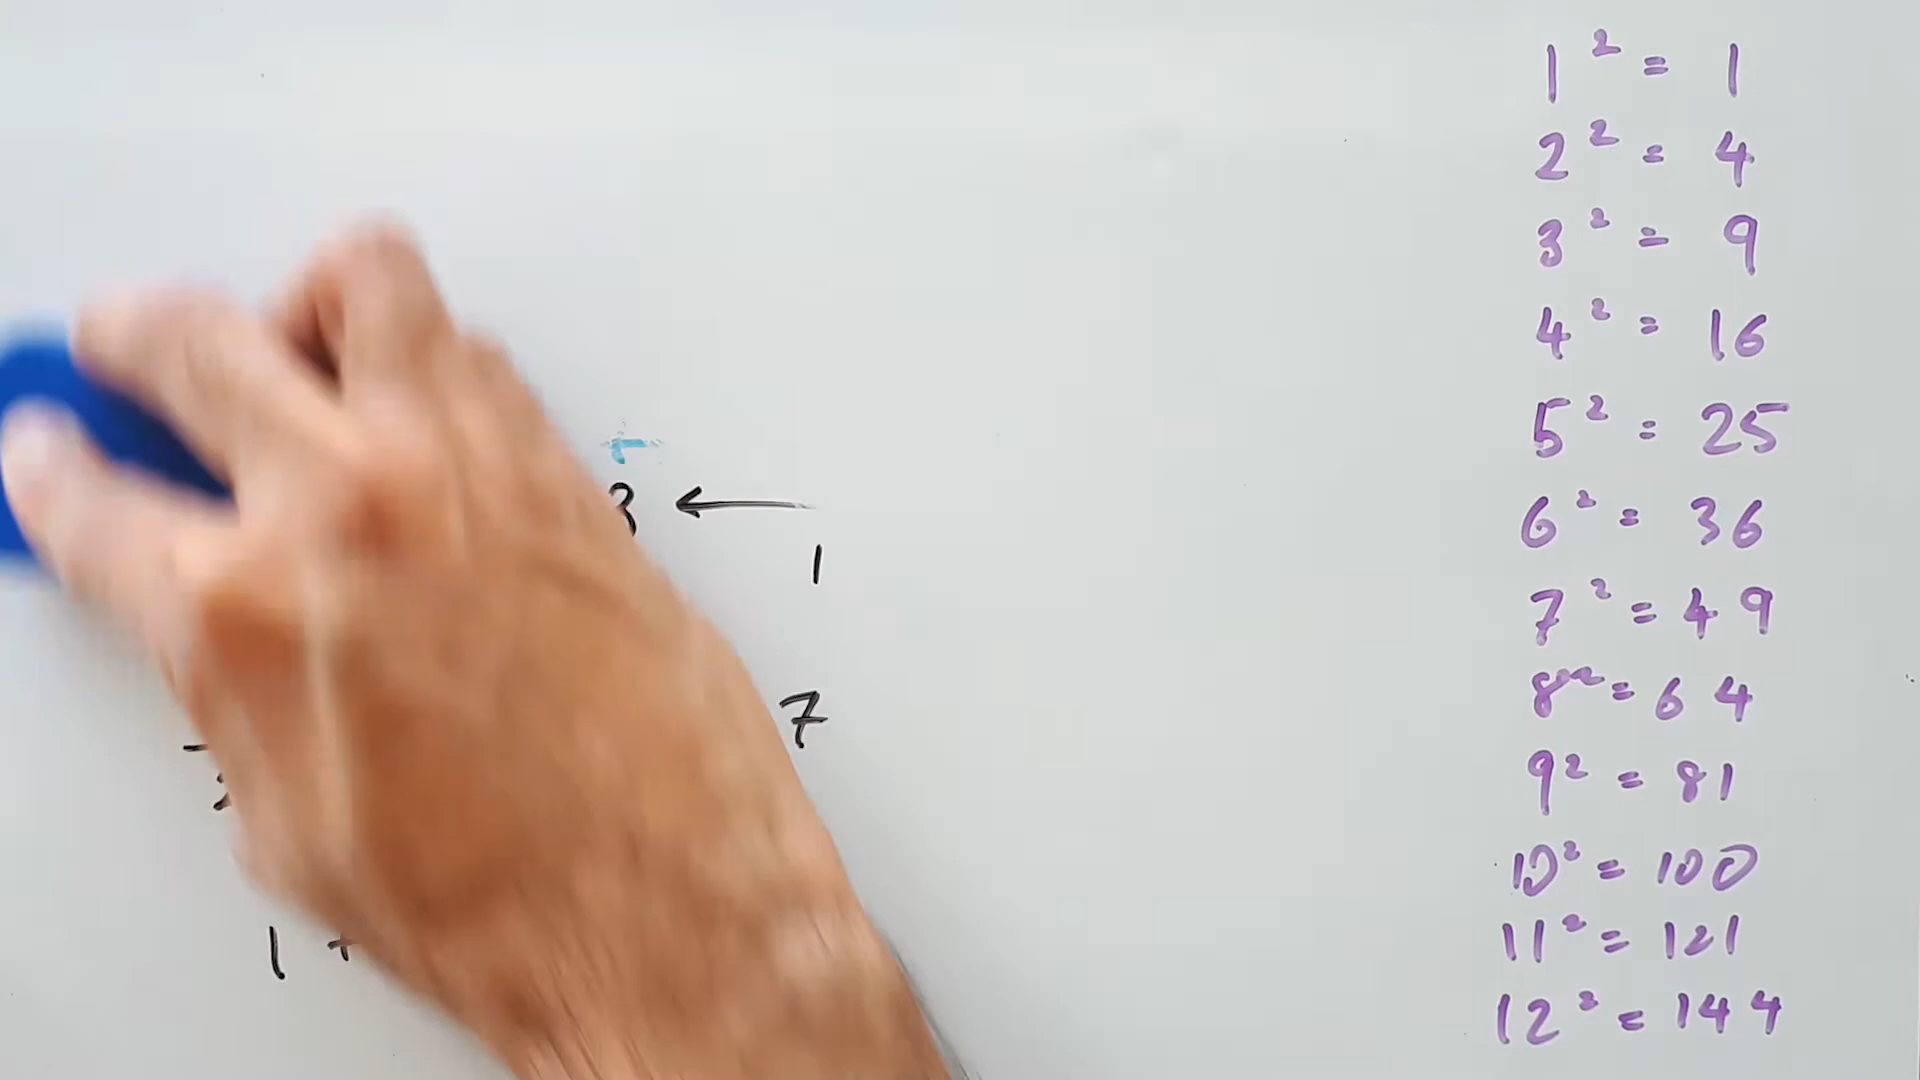 3 ←
1
7
1 +
1² = 1
2² = 4
3² = 9
4² = 16
5² = 25
6² = 36
7² = 49
8² = 64
9² = 81
10² = 100
11² = 121
12² = 144